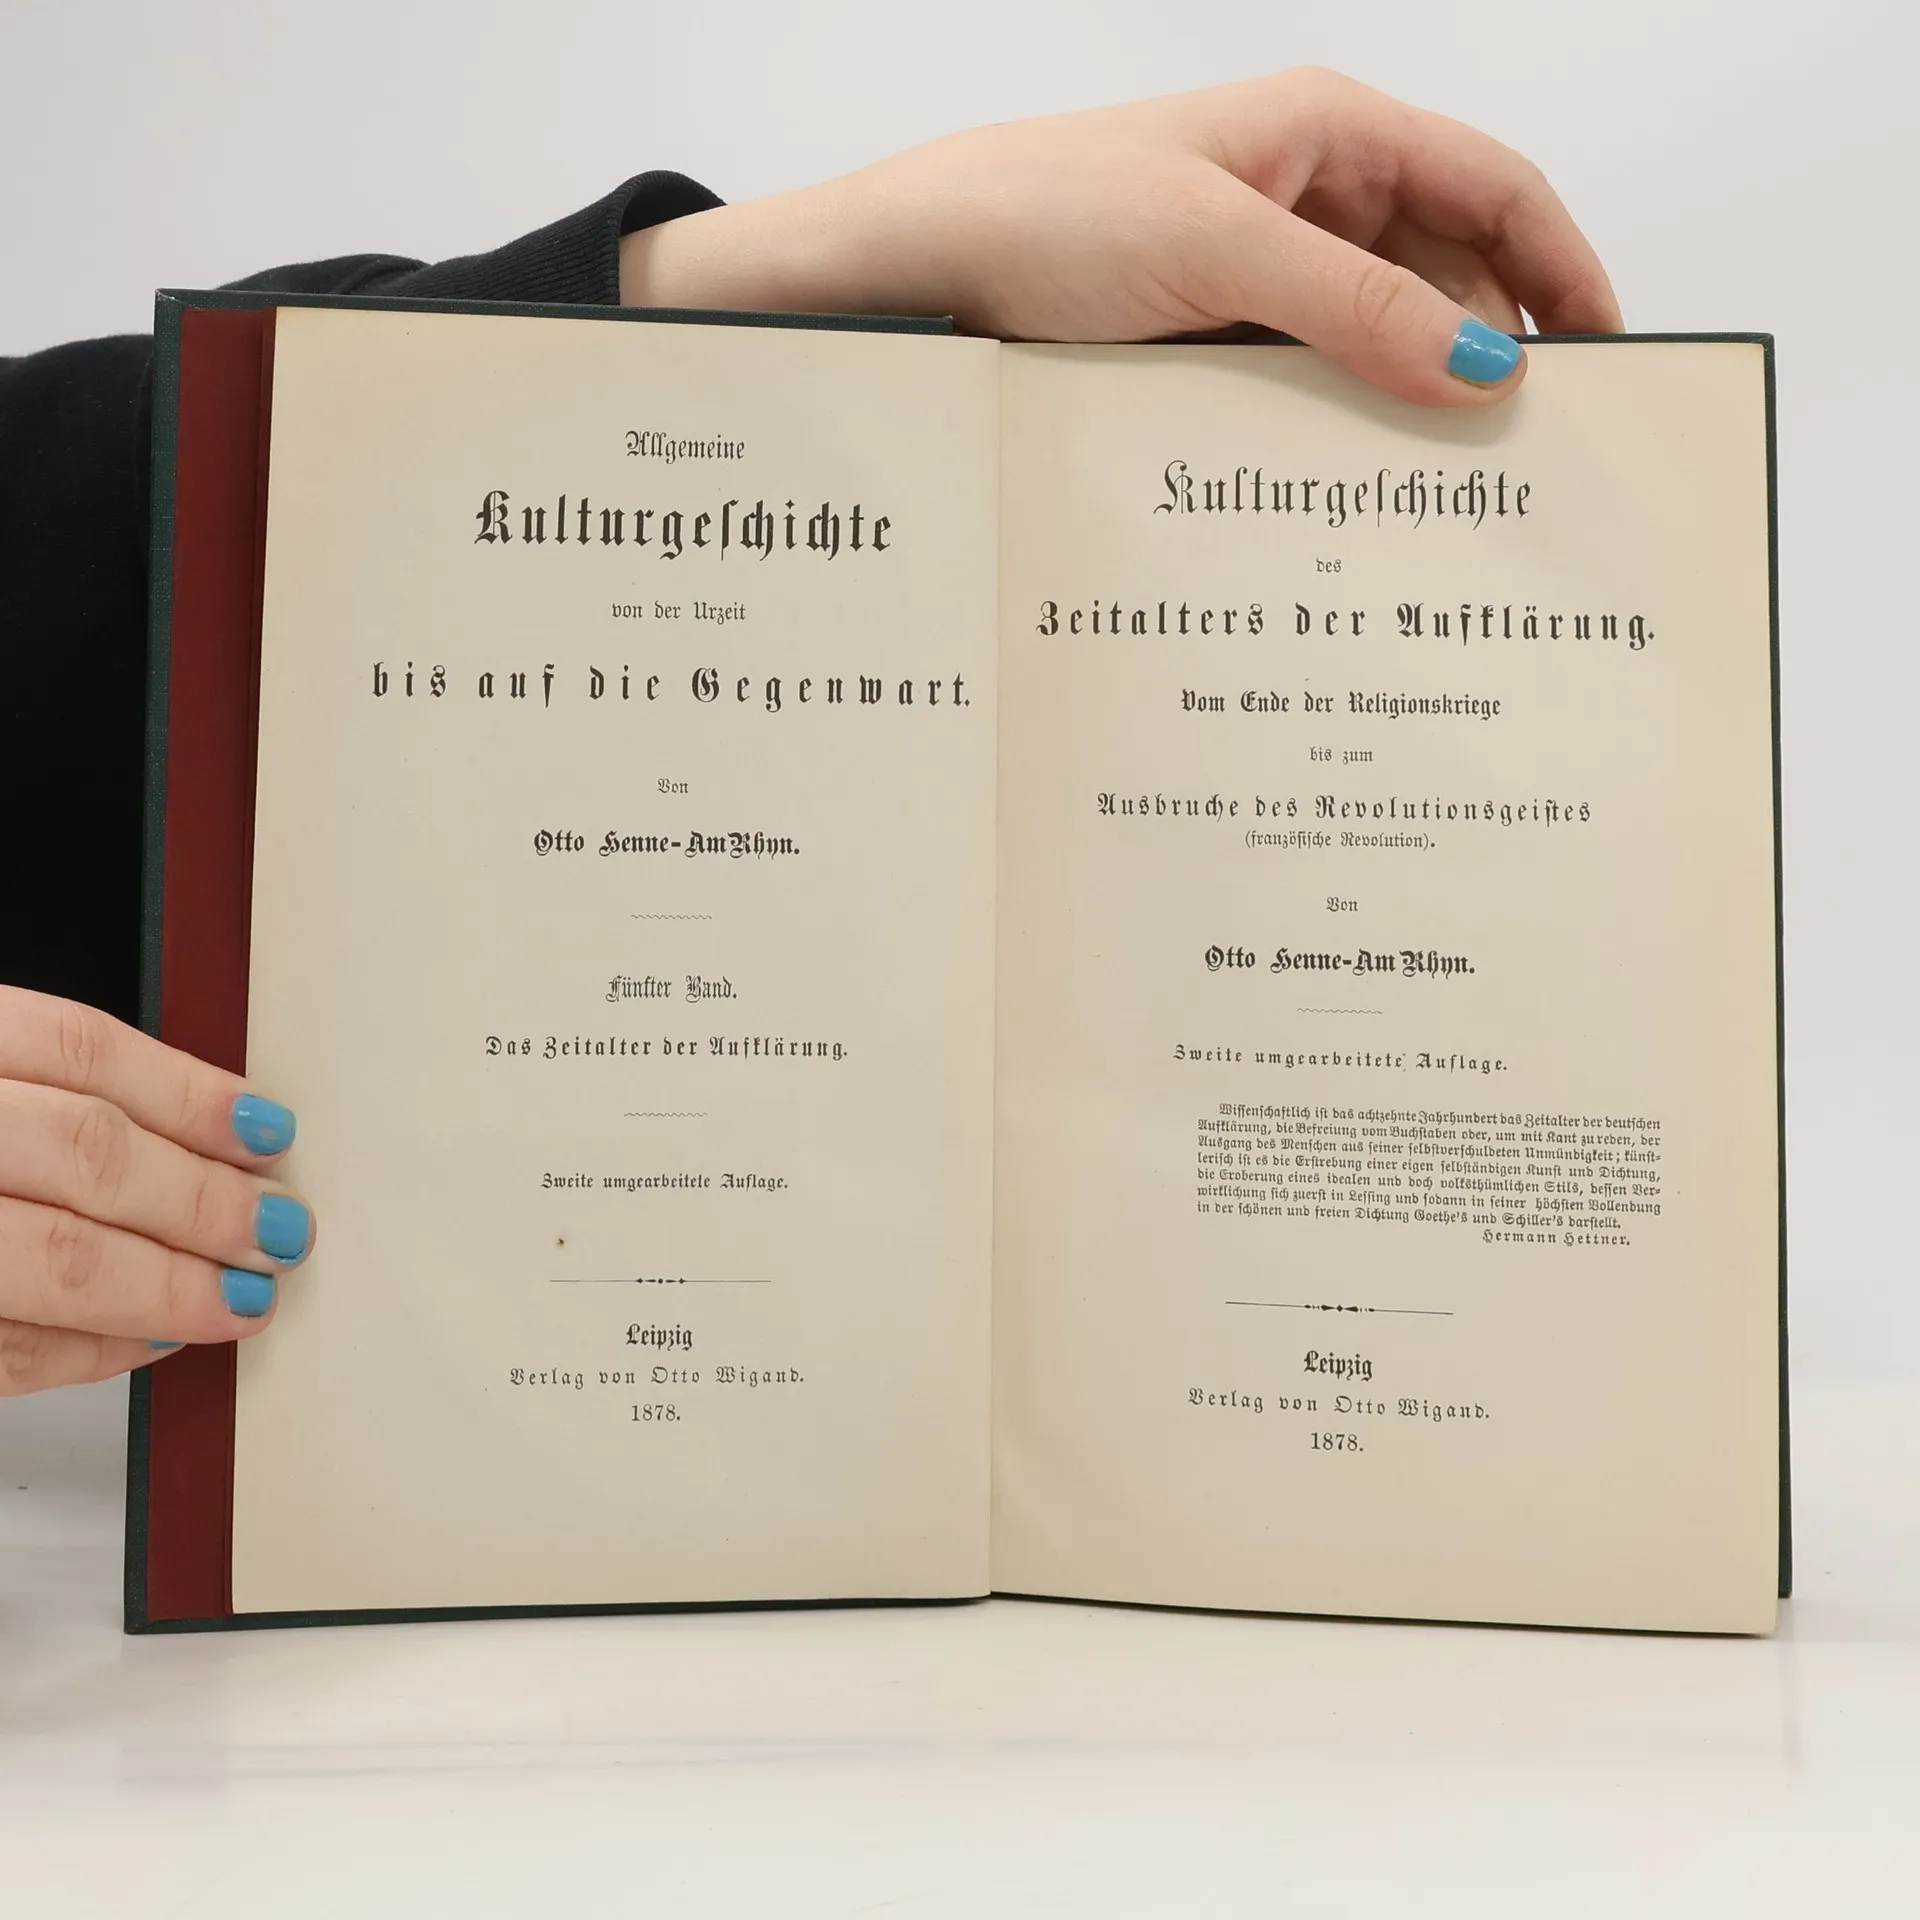 Allgemeine
Kulturgeſchichte
von der Urzeit
bis auf die Gegenwart.
Von
Otto Henne-AmRhyn.
Fünfter Band.
Das Zeitalter der Aufklärung.
Zweite umgearbeitete Auflage.
Leipzig
Verlag von Otto Wigand.
1878.
Kulturgeſchichte
des
Zeitalters der Aufklärung.
Vom Ende der Religionskriege
bis zum
Ausbruche des Revolutionsgeiſtes
(franzöſiſche Revolution).
Von
Otto Henne-Am Rhyn.
Zweite umgearbeitete Auflage.
Wiſſenſchaftlich iſt das achtzehnte Jahrhundert das Zeitalter der deutſchen
Aufklärung, die Befreiung vom Buchſtaben oder, um mit Kant zu reden, der
Ausgang des Menſchen aus ſeiner ſelbſtverſchuldeten Unmündigkeit; künſt-
leriſch iſt es die Erſtrebung einer eigen ſelbſtändigen Kunſt und Dichtung,
die Eroberung eines idealen und doch volksthümlichen Stils, deſſen Ver-
wirklichung ſich zuerſt in Leſſing und ſodann in ſeiner höchſten Vollendung
in der ſchönen und freien Dichtung Goethe's und Schiller's darſtellt.
Hermann Hettner.
Leipzig
Verlag von Otto Wigand.
1878.